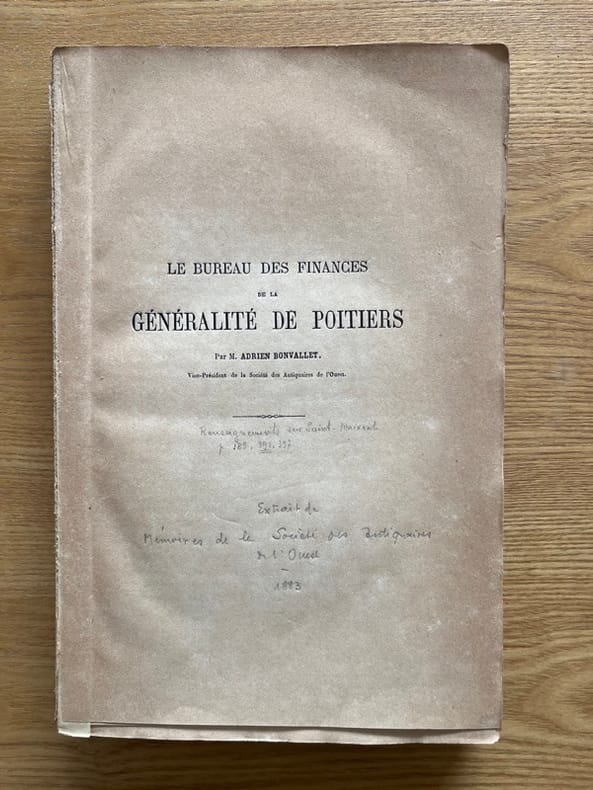 LE BUREAU DES FINANCES
DE LA
GÉNÉRALITÉ DE POITIERS
Par M. ADRIEN BONVALLET,
Vice-Président de la Société des Antiquaires de l'Ouest.
Renseignements sur Saint-Maixent
p.
Extrait de
Mémoires de la Société des Antiquaires
de l'Ouest
–
1883